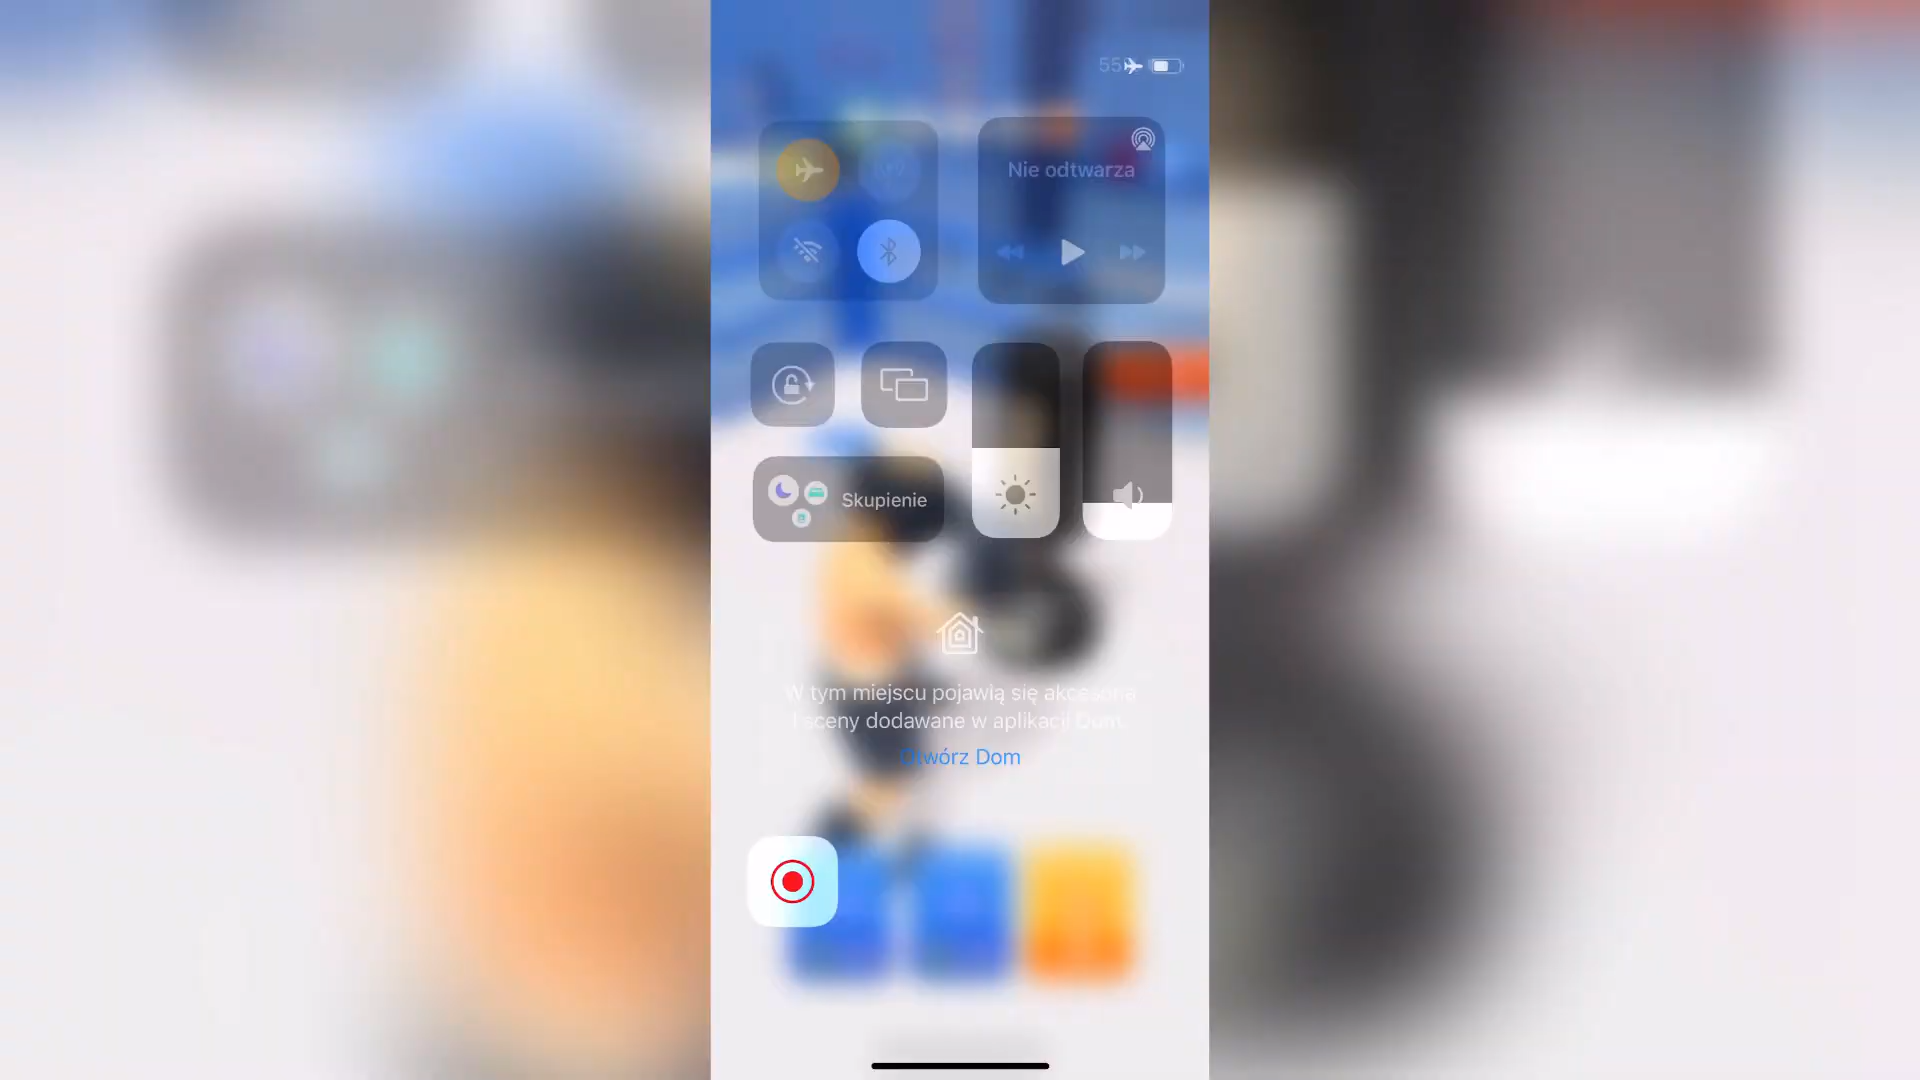 55
Nie odtwarza
Skupienie
W tym miejscu pojawią się akcesoria
i sceny dodawane w aplikacji Dom.
Otwórz Dom